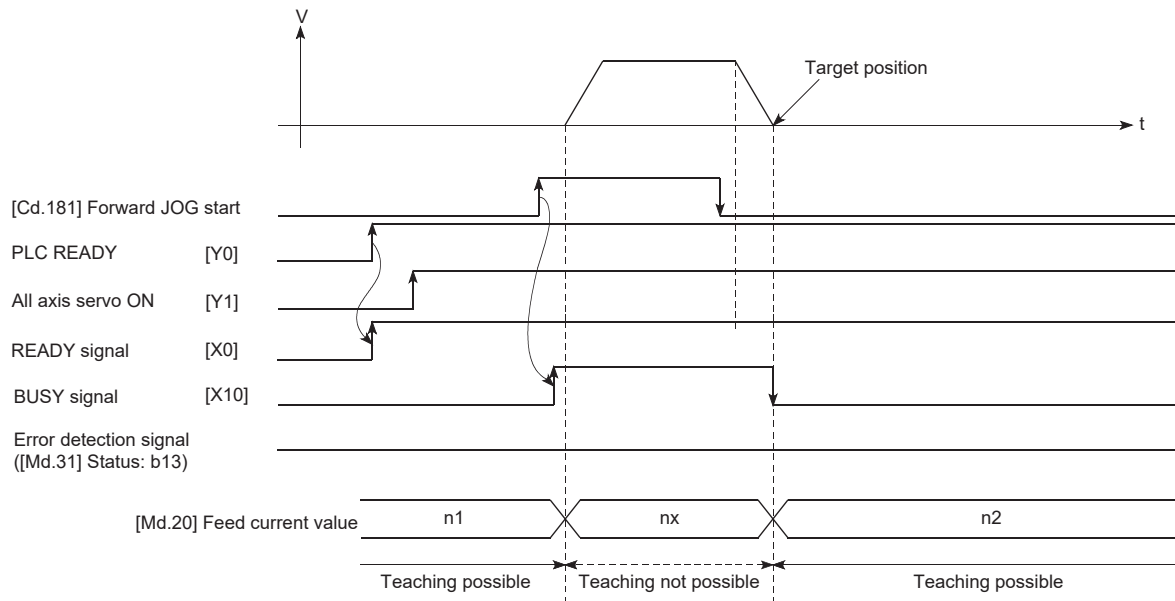 V
Target position
t
[Cd.181] Forward JOG start
PLC READY [Y0]
All axis servo ON [Y1]
READY signal [X0]
BUSY signal [X10]
Error detection signal
([Md.31] Status: b13)
[Md.20] Feed current value n1 nx n2
Teaching possible Teaching not possible Teaching possible